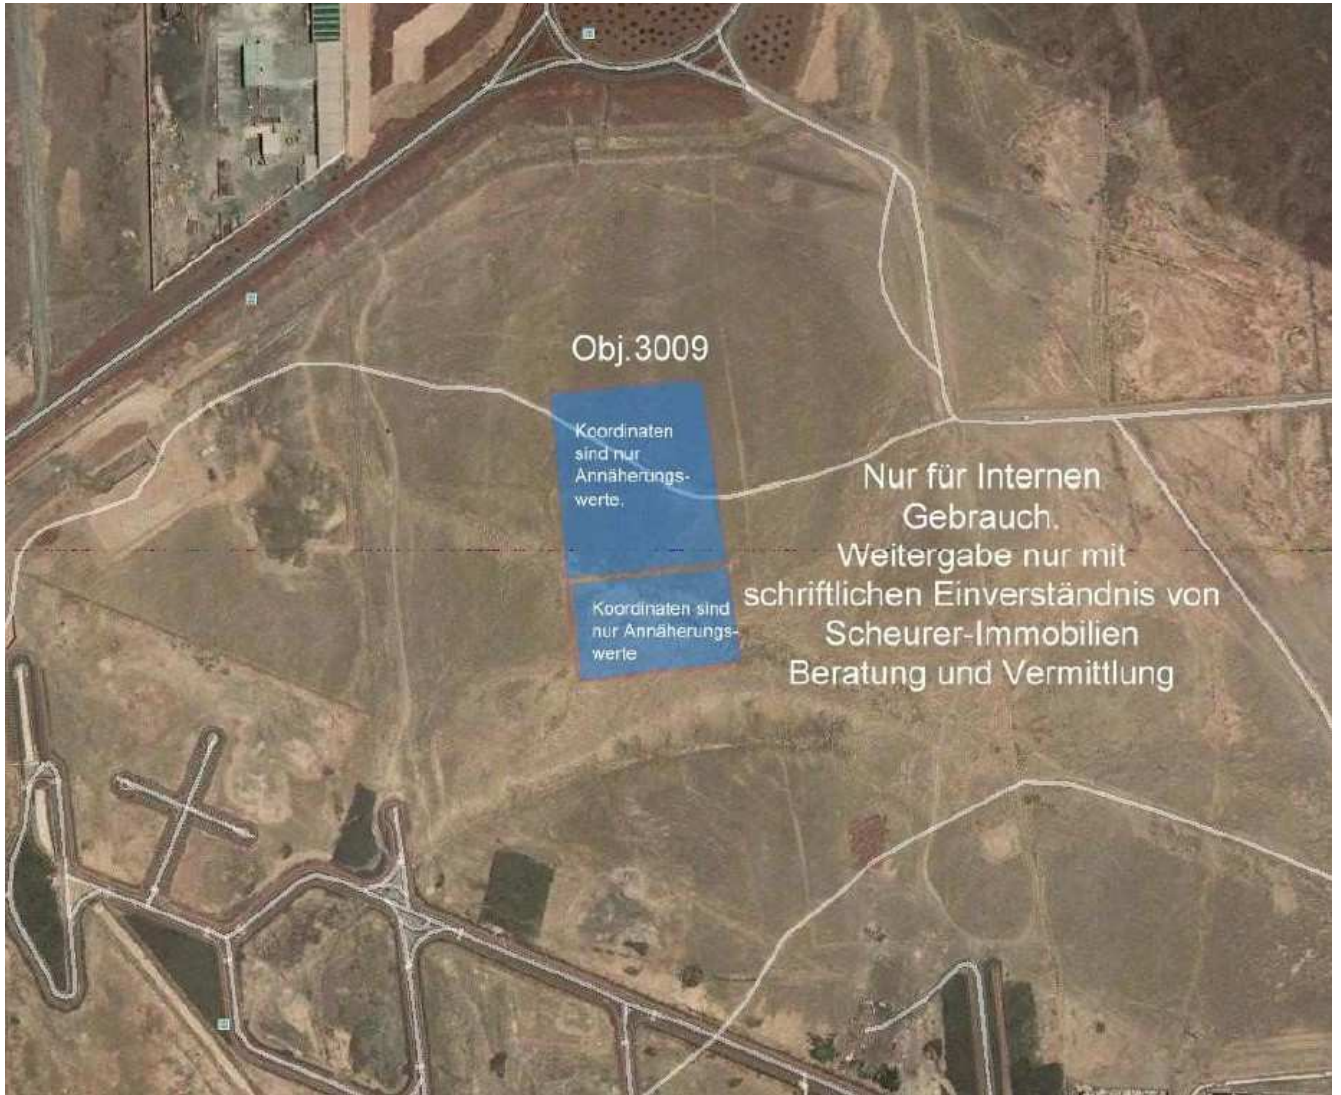 Obj.3009
Koordinaten
sind nur
Annäherungs-
werte.
Nur für Internen
Gebrauch.
Weitergabe nur mit
schriftlichen Einverständnis von
Scheurer-Immobilien
Beratung und Vermittlung
Koordinaten sind
nur Annäherungs-
werte